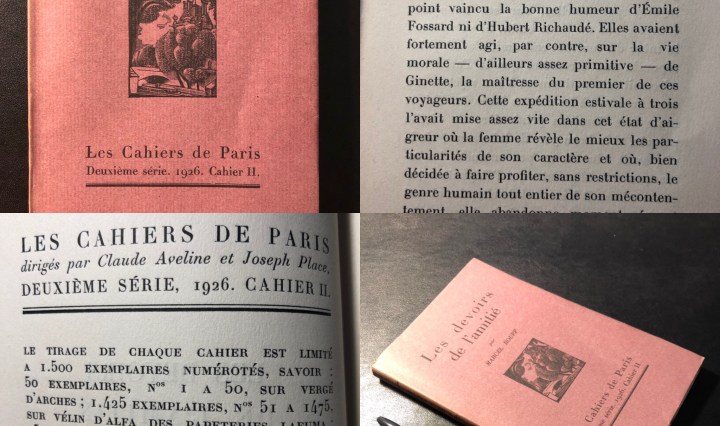 Les Cahiers de Paris
Deuxième série. 1926. Cahier II.
point vaincu la bonne humeur d'Émile
Fossard ni d'Hubert Richaudé. Elles avaient
fortement agi, par contre, sur la vie
morale — d'ailleurs assez primitive — de
Ginette, la maîtresse du premier de ces
voyageurs. Cette expédition estivale à trois
l'avait mise assez vite dans cet état d'ai-
greur où la femme révèle le mieux les par-
ticularités de son caractère et où, bien
décidée à faire profiter, sans restrictions, le
genre humain tout entier de son méconten-
tement, elle abandonne
LES CAHIERS DE PARIS
dirigés par Claude Aveline et Joseph Place,
DEUXIÈME SÉRIE, 1926. CAHIER II.
LE TIRAGE DE CHAQUE CAHIER EST LIMITÉ
A 1.500 EXEMPLAIRES NUMÉROTÉS, SAVOIR :
50 EXEMPLAIRES, Nos 1 A 50, SUR VERGÉ
D'ARCHES ; 1.425 EXEMPLAIRES, Nos 51 A 1475,
SUR VÉLIN D'ALFA DES PAPETERIES LAFUMA ;
Les devoirs
de l'amitié
par
Cahiers de Paris
série. 1926. Cahier II.